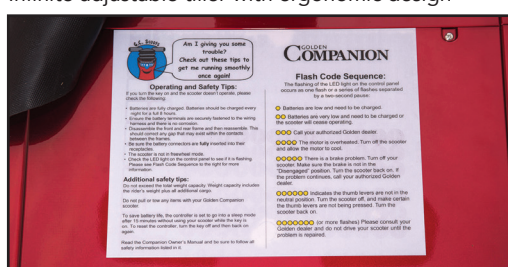 Infinite adjustable tiller with ergonomic design
Am I giving you some
trouble?
Check out these tips to
get me running smoothly
once again!
Operating and Safety Tips:
If you turn the key on and the scooter doesn't operate, please
check the following:
• Batteries are fully charged. Batteries should be charged every
night for a full 8 hours.
• Ensure the battery terminals are securely fastened to the wiring
harness and there is no corrosion.
• Disassemble the front and rear frame and then reassemble. This
should correct any gap that may exist within the contacts
between the frames.
• Be sure the battery connectors are fully inserted into their
receptacles.
• The scooter is not in freewheel mode.
• Check the LED light on the control panel to see if it is flashing.
Please see Flash Code Sequence to the right for more
information.
Additional safety tips:
Do not exceed the total weight capacity. Weight capacity includes
the rider's weight plus all additional cargo.
Do not pull or tow any items with your Golden Companion
scooter.
To save battery life, the controller is set to go into a sleep mode
after 15 minutes without using your scooter while the key is
on. To reset the controller, turn the key off and then back on
again.
Read the Companion Owner's Manual and be sure to follow all
safety information listed in it.
GOLDEN
COMPANION
Flash Code Sequence:
The flashing of the LED light on the control panel
occurs as one flash or a series of flashes separated
by a two-second pause:
Batteries are low and need to be charged.
Batteries are very low and need to be charged or
the scooter will cease operating.
Call your authorized Golden dealer.
The motor is overheated. Turn off the scooter
and allow the motor to cool.
There is a brake problem. Turn off your
scooter. Make sure the brake is not in the
"Disengaged" position. Turn the scooter back on. If
the problem continues, call your authorized Golden
dealer.
Indicates the thumb levers are not in the
neutral position. Turn the scooter off, and make certain
the thumb levers are not being pressed. Turn the
scooter back on.
(or more flashes) Please consult your
Golden dealer and do not drive your scooter until the
problem is repaired.